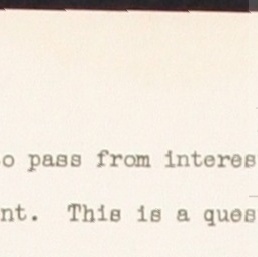 o pass from interes
nt. This is a ques